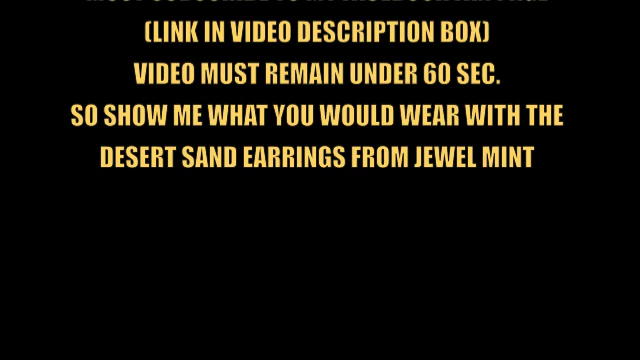 (LINK IN VIDEO DESCRIPTION BOX)
VIDEO MUST REMAIN UNDER 60 SEC.
SO SHOW ME WHAT YOU WOULD WEAR WITH THE
DESERT SAND EARRINGS FROM JEWEL MINT